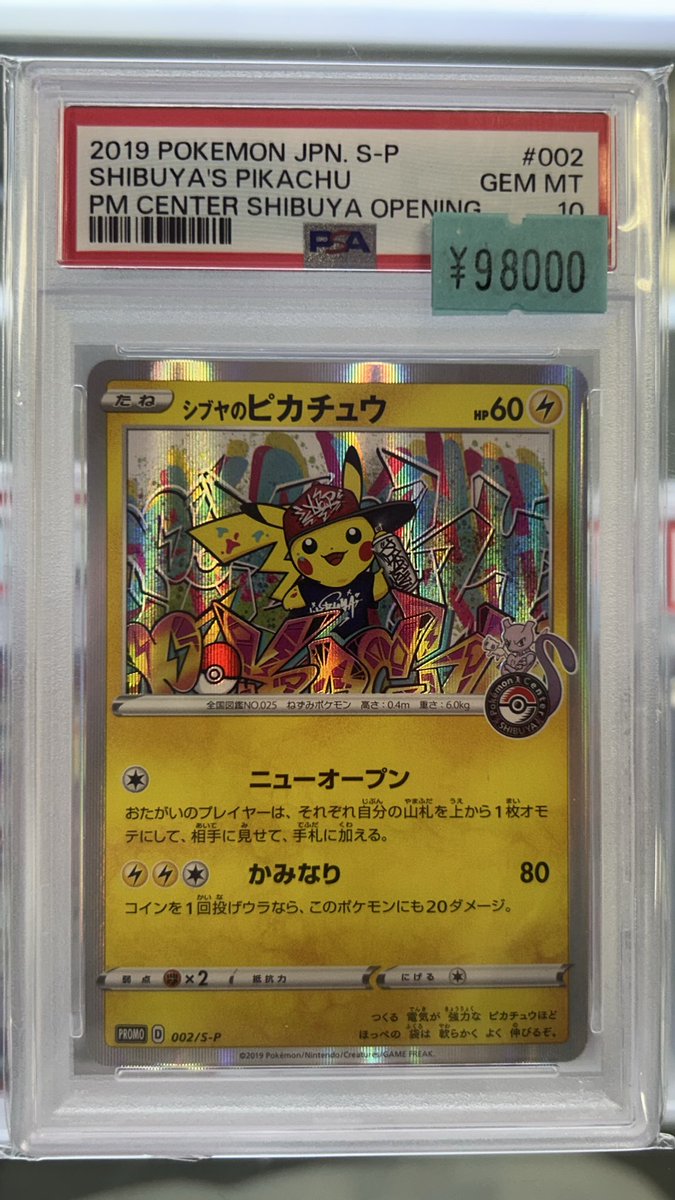 2019 POKEMON JPN. S-P #002
SHIBUYA'S PIKACHU GEM MT
PM CENTER SHIBUYA OPENING 10
PSA
¥98000
たね シブヤのピカチュウ HP60
Pokémon Center
SHIBUYA
全国図鑑NO.025 ねずみポケモン 高さ:0.4m 重さ:6.0kg
ニューオープン
おたがいのプレイヤーは、それぞれ自分の山札を上から1枚オモ
テにして、相手に見せて、手札に加える。
かみなり 80
コインを1回投げウラなら、このポケモンにも20ダメージ。
弱点 ×2 抵抗力 にげる
つくる 電気が 強力な ピカチュウほど
ほっぺの 袋は 軟らかく よく 伸びるぞ。
PROMO D 002/S-P
©2019 Pokémon/Nintendo/Creatures/GAME FREAK.